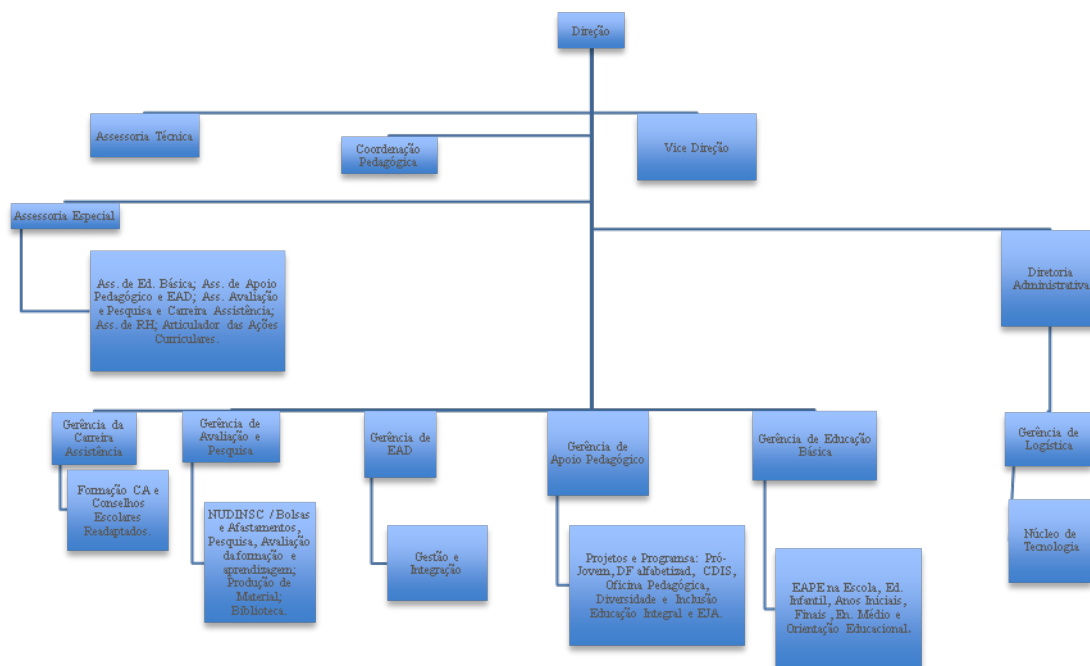 Direção
Assessoria Técnica
Coordenação
Pedagógica
Vice Direção
Assessoria Especial
Ass. de Ed. Básica; Ass. de Apoio
Pedagógico e EAD; Ass. Avaliação
e Pesquisa e Carreira Assistência;
Ass. de RH; Articulador das Ações
Curriculares.
Diretoria
Administrativa
Gerência da
Carreira
Assistência
Gerência de
Avaliação e
Pesquisa
Gerência de
EAD
Gerência de
Apoio Pedagógico
Gerência de Educação
Básica
Gerência de
Logística
Formação CA e
Conselhos
Escolares
Readaptados.
NUDINSC / Bolsas
e Afastamentos,
Pesquisa, Avaliação
da formação e
aprendizagem;
Produção de
Material;
Biblioteca.
Gestão e
Integração
Projetos e Programsa: Pró-
Jovem, DF alfabetizad, CDIS,
Oficina Pedagógica,
Diversidade e Inclusão
Educação Integral e EJA.
EAPE na Escola, Ed.
Infantil, Anos Iniciais,
Finais , En. Médio e
Orientação Educacional.
Núcleo de
Tecnologia